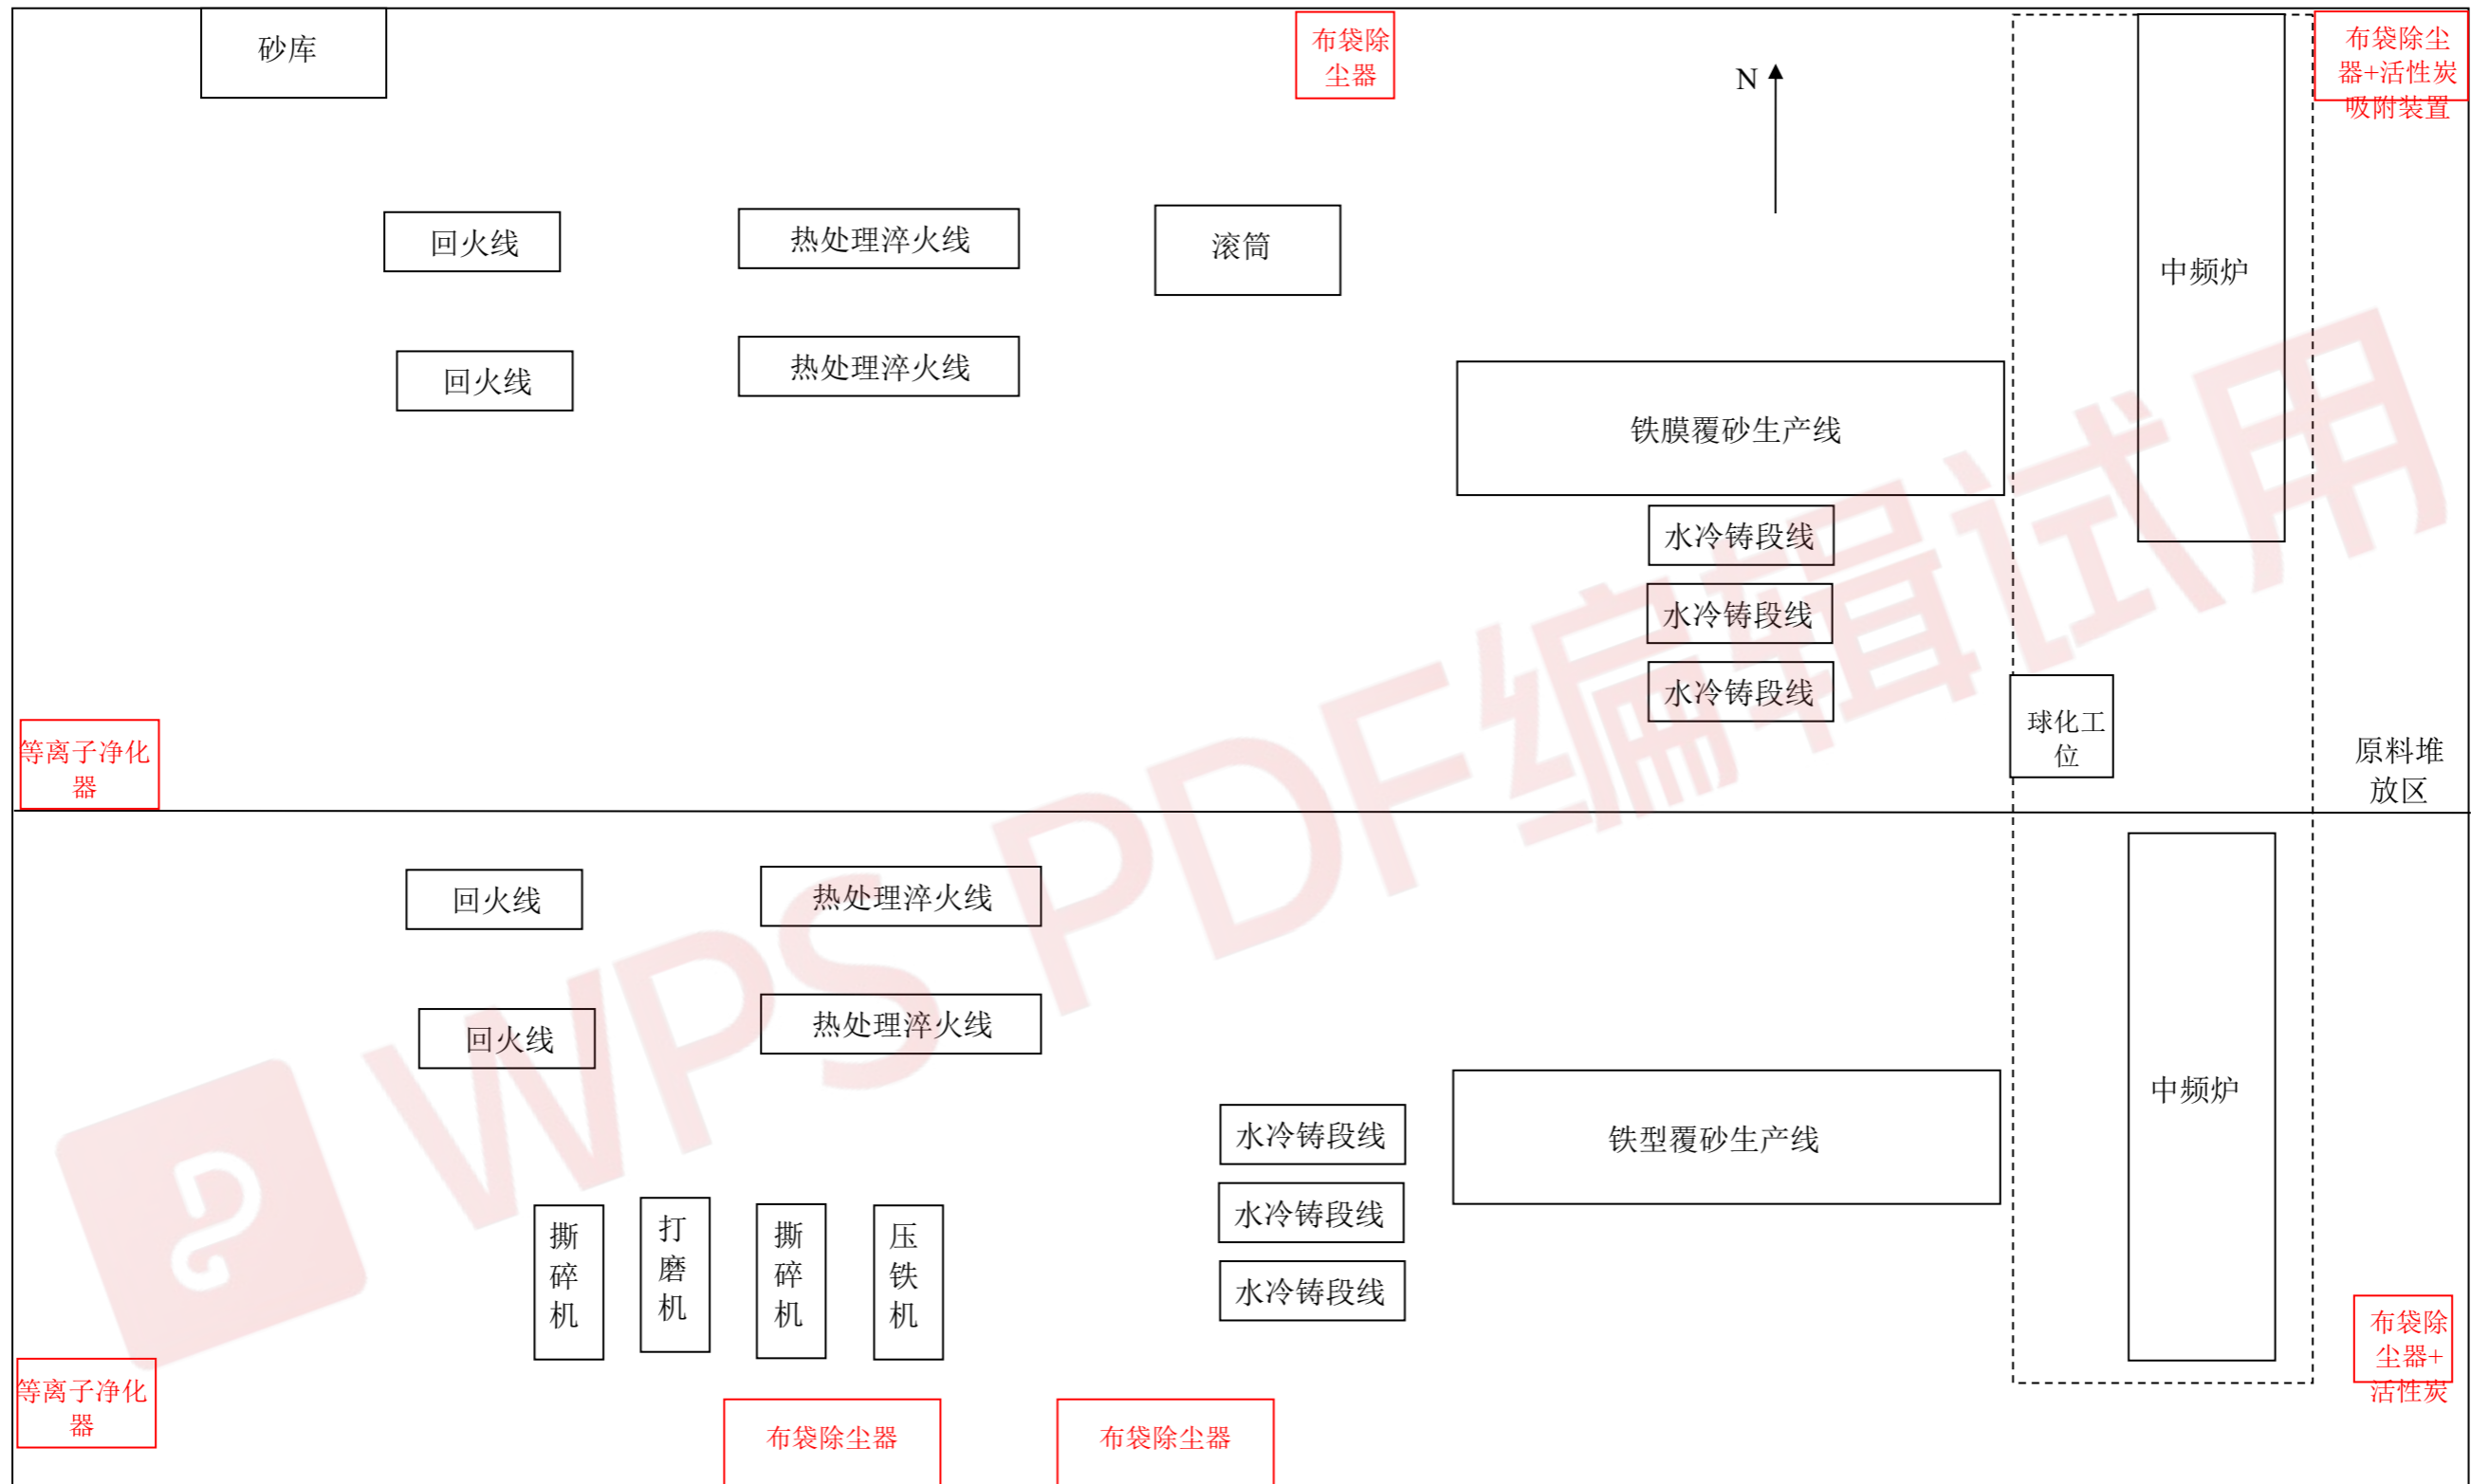 砂库
布袋除
尘器
N
布袋除尘
器+活性炭
吸附装置
回火线
热处理淬火线
滚筒
中频炉
回火线
热处理淬火线
铁膜覆砂生产线
水冷铸段线
水冷铸段线
水冷铸段线
球化工
位
原料堆
放区
等离子净化
器
回火线
热处理淬火线
回火线
热处理淬火线
中频炉
水冷铸段线
铁型覆砂生产线
水冷铸段线
水冷铸段线
撕
碎
机
打
磨
机
撕
碎
机
压
铁
机
布袋除
尘器+
活性炭
等离子净化
器
布袋除尘器
布袋除尘器
WPS PDF编辑试用